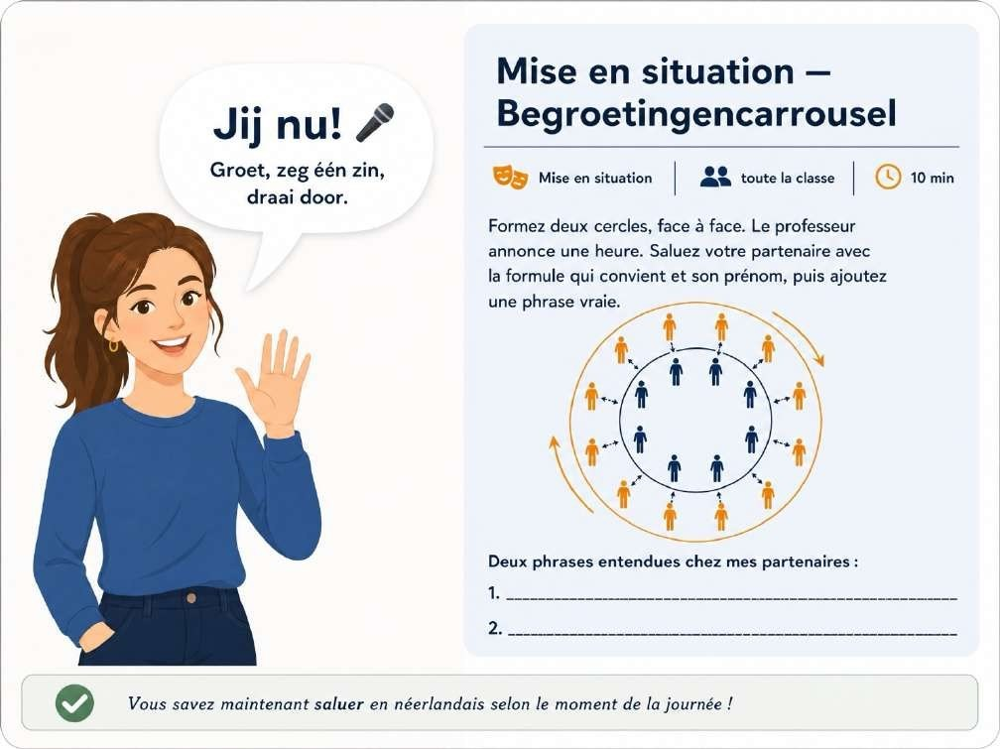 Jij nu!
Groet, zeg één zin,
draai door.
Mise en situation –
Begroetingencarrousel
Mise en situation
toute la classe
10 min
Formez deux cercles, face à face. Le professeur
annonce une heure. Saluez votre partenaire avec
la formule qui convient et son prénom, puis ajoutez
une phrase vraie.
Deux phrases entendues chez mes partenaires :
1. ______________________________
2. ______________________________
Vous savez maintenant saluer en néerlandais selon le moment de la journée !